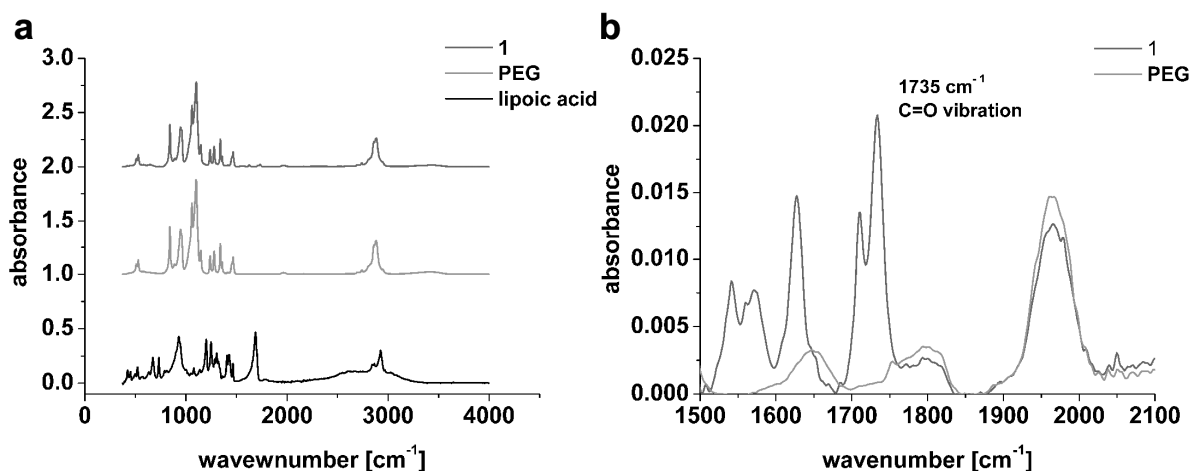 a
3.0
2.5
2.0
1.5
1.0
0.5
0.0
absorbance
0 1000 2000 3000 4000
wavewnumber [cm-1]
1
PEG
lipoic acid
b
0.025
0.020
0.015
0.010
0.005
0.000
absorbance
1500 1600 1700 1800 1900 2000 2100
wavenumber [cm-1]
1735 cm-1
C=O vibration
1
PEG